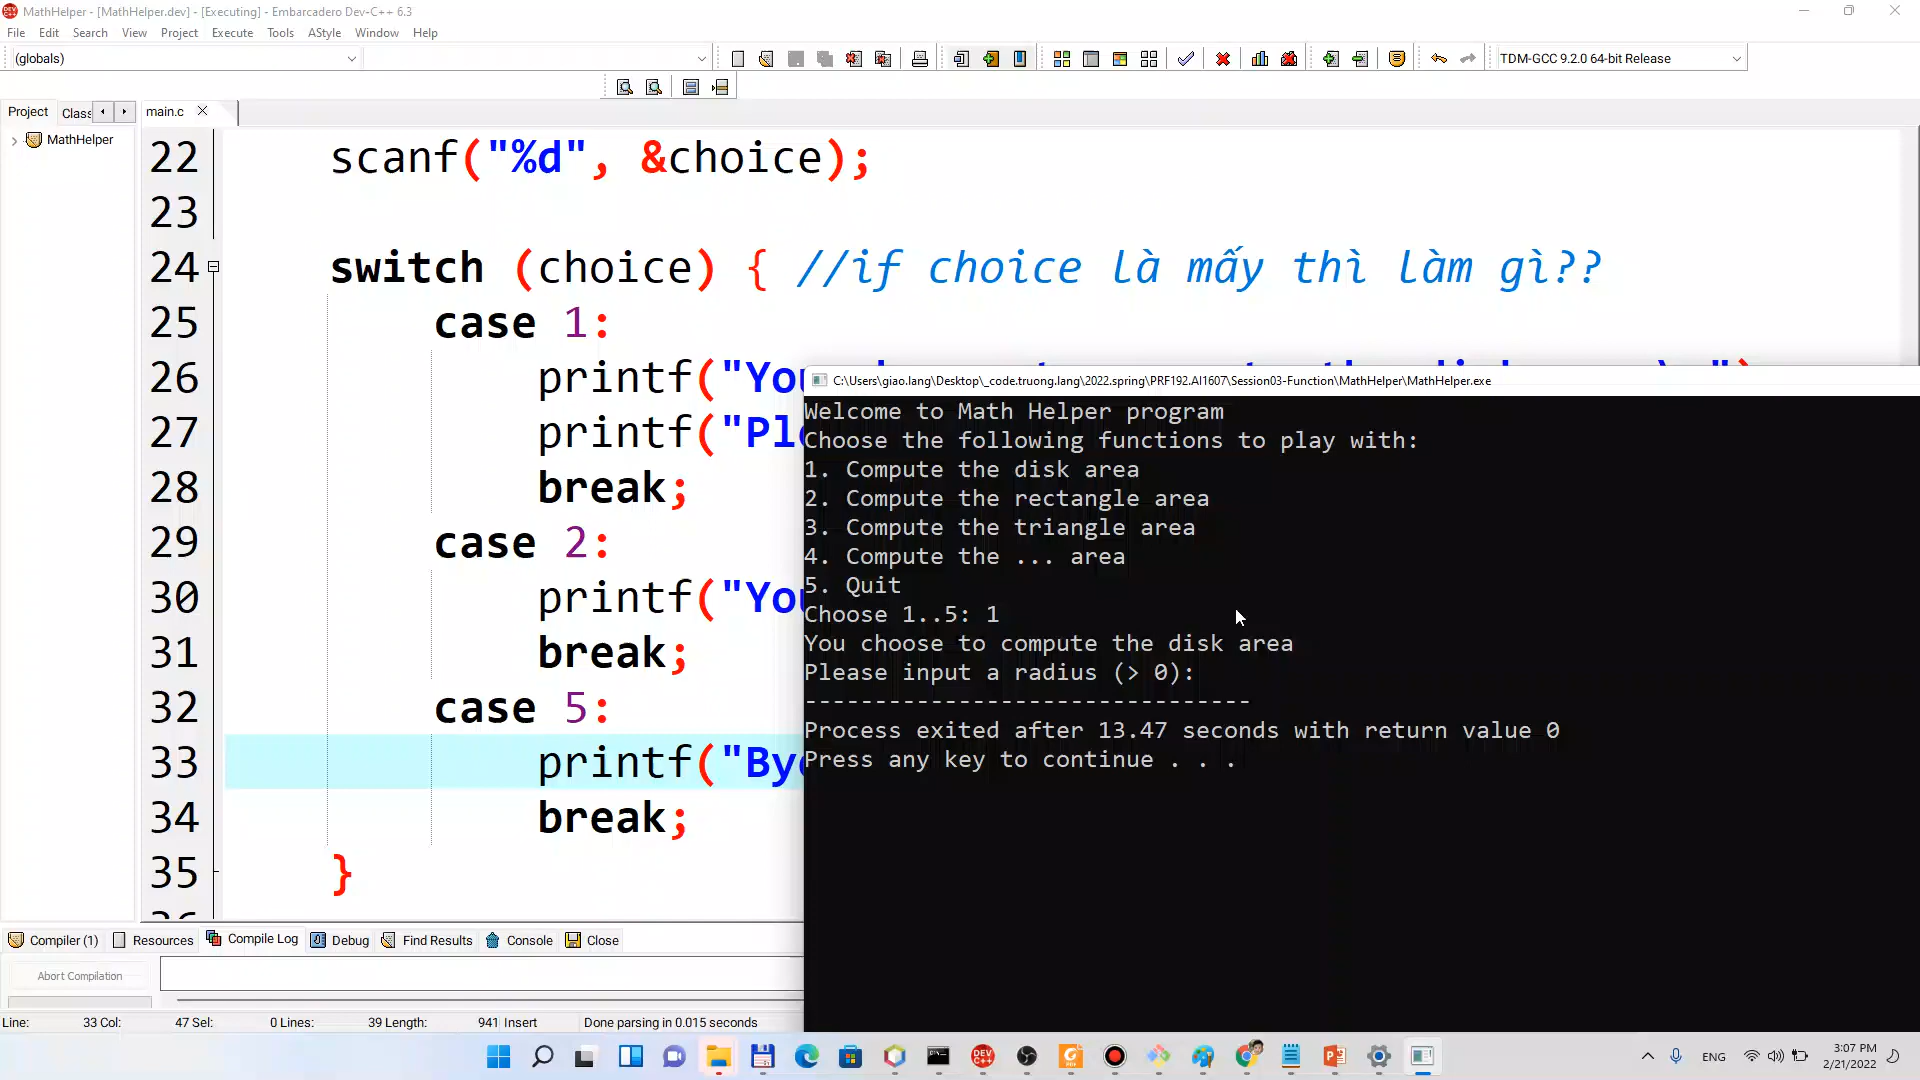 MathHelper - [MathHelper.dev] - [Executing] - Embarcadero Dev-C++ 6.3
File Edit Search View Project Execute Tools AStyle Window Help
(globals)
TDM-GCC 9.2.0 64-bit Release
Project Class
main.c
MathHelper
22 scanf("%d", &choice);
23
24 switch (choice) { //if choice là mấy thì làm gì??
25 case 1:
26 printf("You
27 printf("Ple
28 break;
29 case 2:
30 printf("You
31 break;
32 case 5:
33 printf("Bye
34 break;
35 }
C:\Users\giao.lang\Desktop\_code.truong.lang\2022.spring\PRF192.AI1607\Session03-Function\MathHelper\MathHelper.exe
Welcome to Math Helper program
Choose the following functions to play with:
1. Compute the disk area
2. Compute the rectangle area
3. Compute the triangle area
4. Compute the ... area
5. Quit
Choose 1..5: 1
You choose to compute the disk area
Please input a radius (> 0):
--------------------------------
Process exited after 13.47 seconds with return value 0
Press any key to continue . . .
Compiler (1) Resources Compile Log Debug Find Results Console Close
Abort Compilation
Line: 33 Col: 47 Sel: 0 Lines: 39 Length: 941 Insert Done parsing in 0.015 seconds
ENG
3:07 PM
2/21/2022